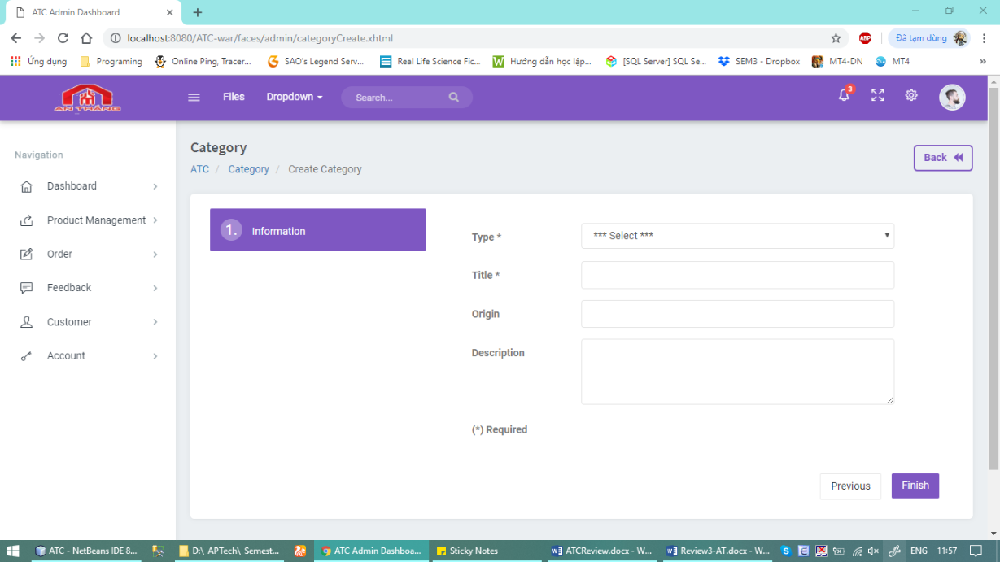 ATC Admin Dashboard
localhost:8080/ATC-war/faces/admin/categoryCreate.xhtml
ABP
Đã tạm dừng
Ứng dụng
Programing
Online Ping, Tracer...
SAO's Legend Serv...
Real Life Science Fic...
Hướng dẫn học lập...
[SQL Server] SQL Se...
SEM3 - Dropbox
MT4-DN
MT4
»
AN THẮNG
Files
Dropdown
Search...
3
Navigation
Dashboard
Product Management
Order
Feedback
Customer
Account
Category
ATC / Category / Create Category
Back
1. Information
Type *
*** Select ***
Title *
Origin
Description
(*) Required
Previous
Finish
ATC - NetBeans IDE 8...
D:\_APTech\_Semest...
ATC Admin Dashboa...
Sticky Notes
ATCReview.docx - W...
Review3-AT.docx - W...
ENG
11:57